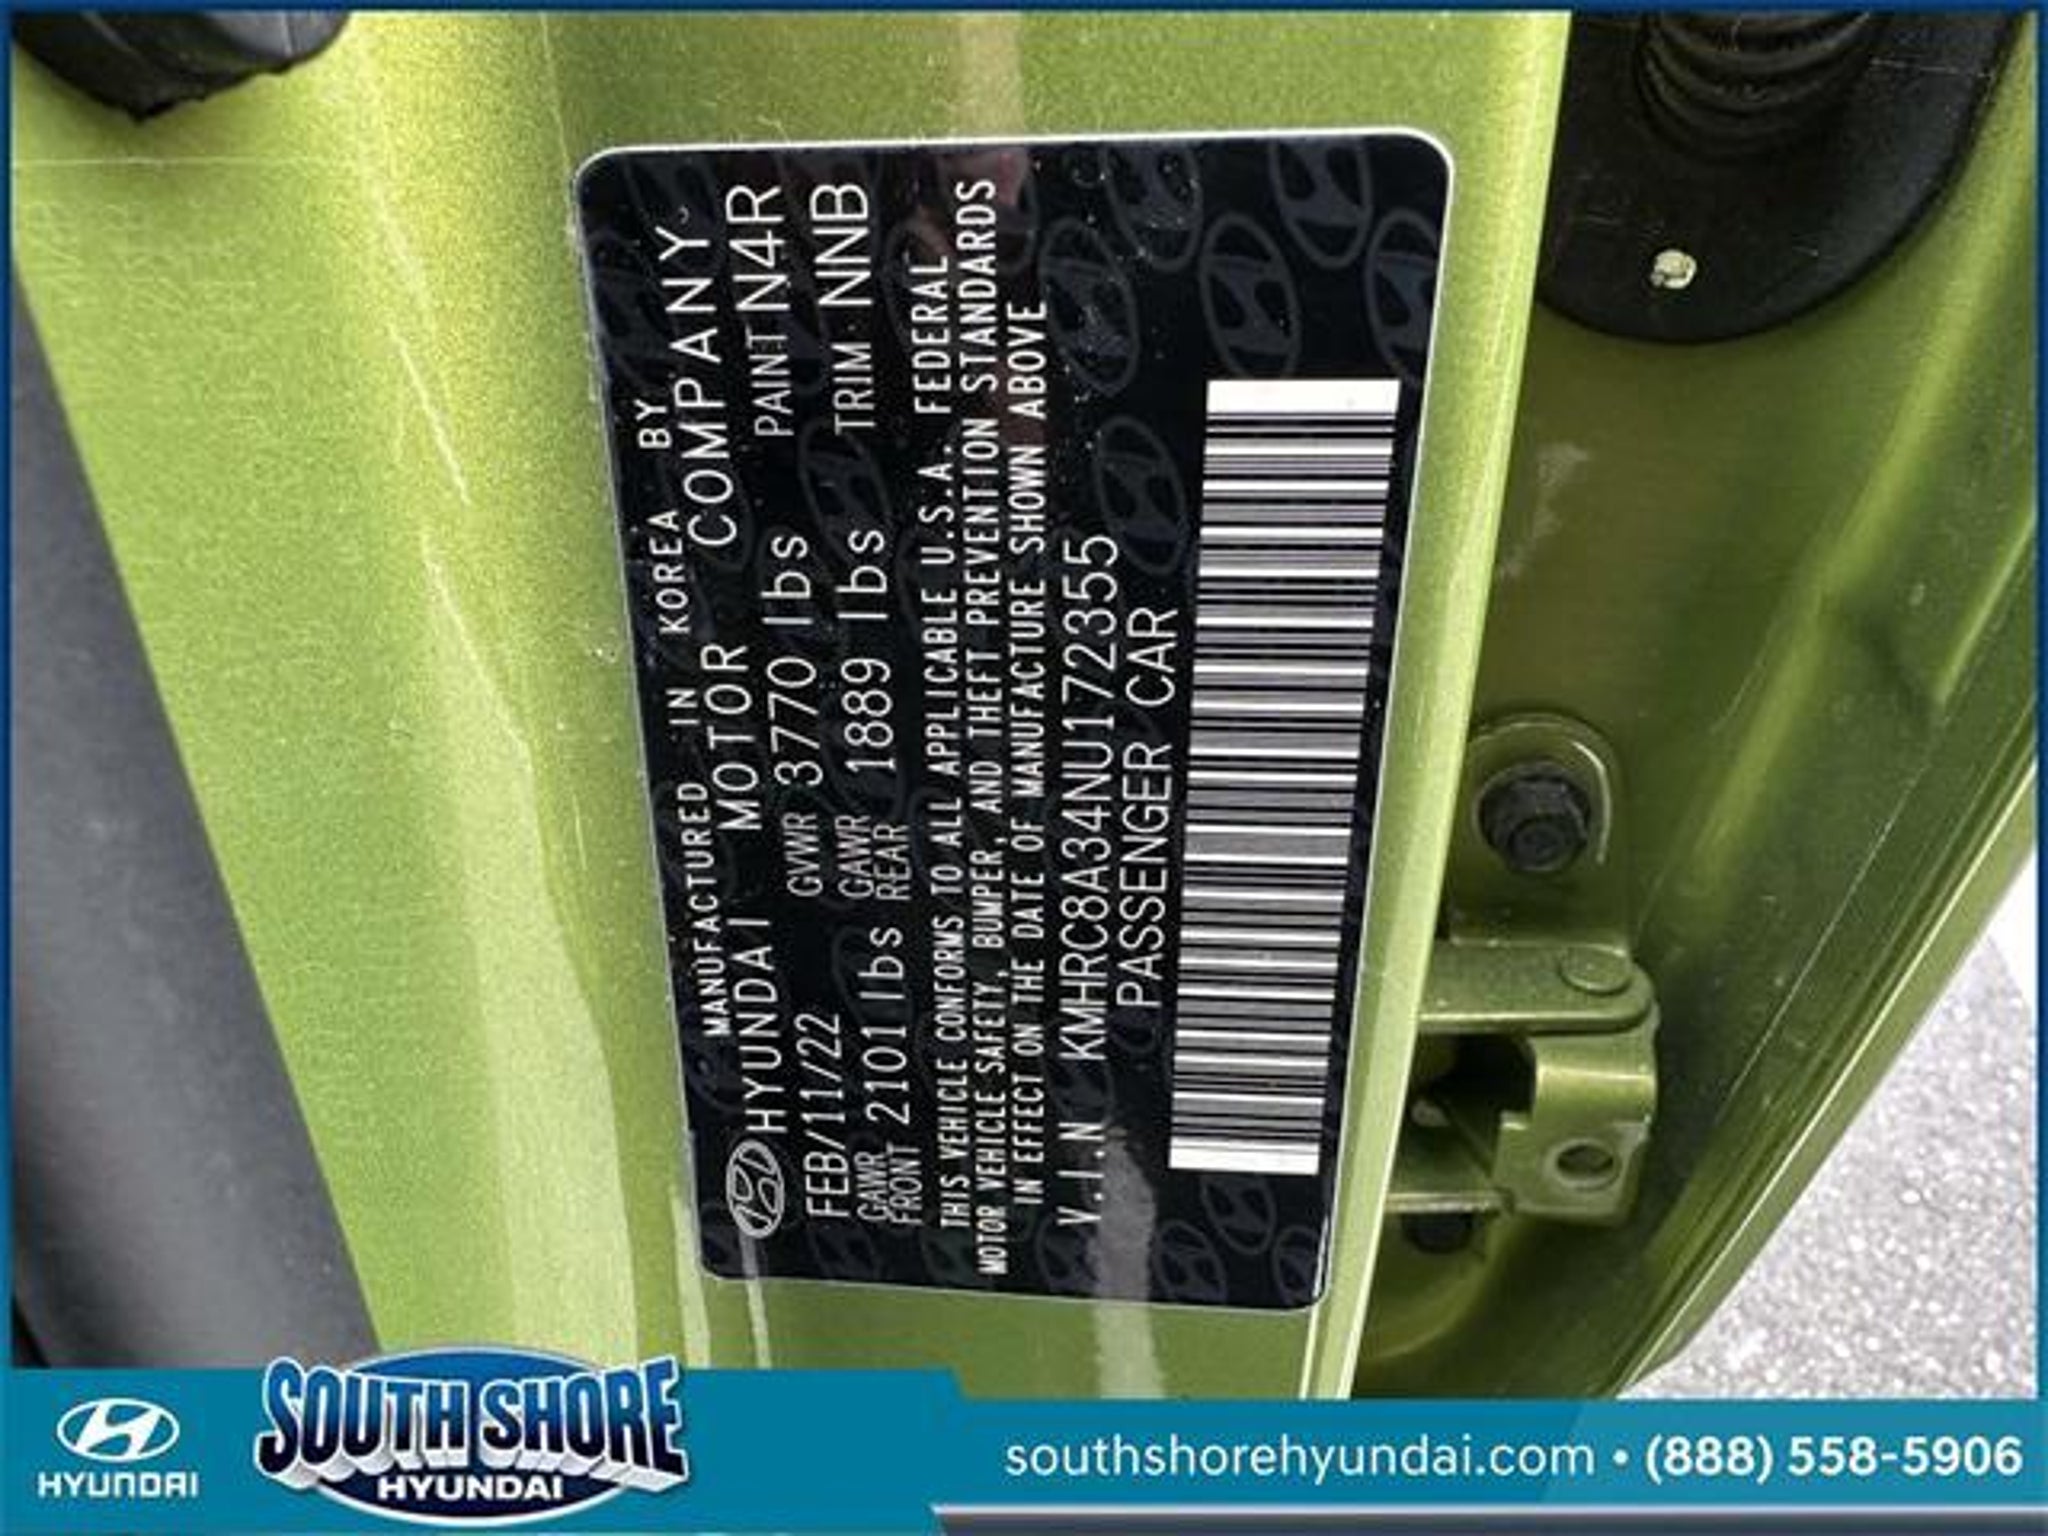 MANUFACTURED IN KOREA BY
HYUNDAI MOTOR COMPANY
FEB/11/22 GVWR 3770 lbs PAINT N4R
GAWR FRONT 2101 lbs GAWR REAR 1889 lbs TRIM NNB
THIS VEHICLE CONFORMS TO ALL APPLICABLE U.S.A. FEDERAL
MOTOR VEHICLE SAFETY, BUMPER, AND THEFT PREVENTION STANDARDS
IN EFFECT ON THE DATE OF MANUFACTURE SHOWN ABOVE
V.I.N KMHRC8A34NU172355
PASSENGER CAR
HYUNDAI
SOUTH SHORE
HYUNDAI
southshorehyundai.com • (888) 558-5906